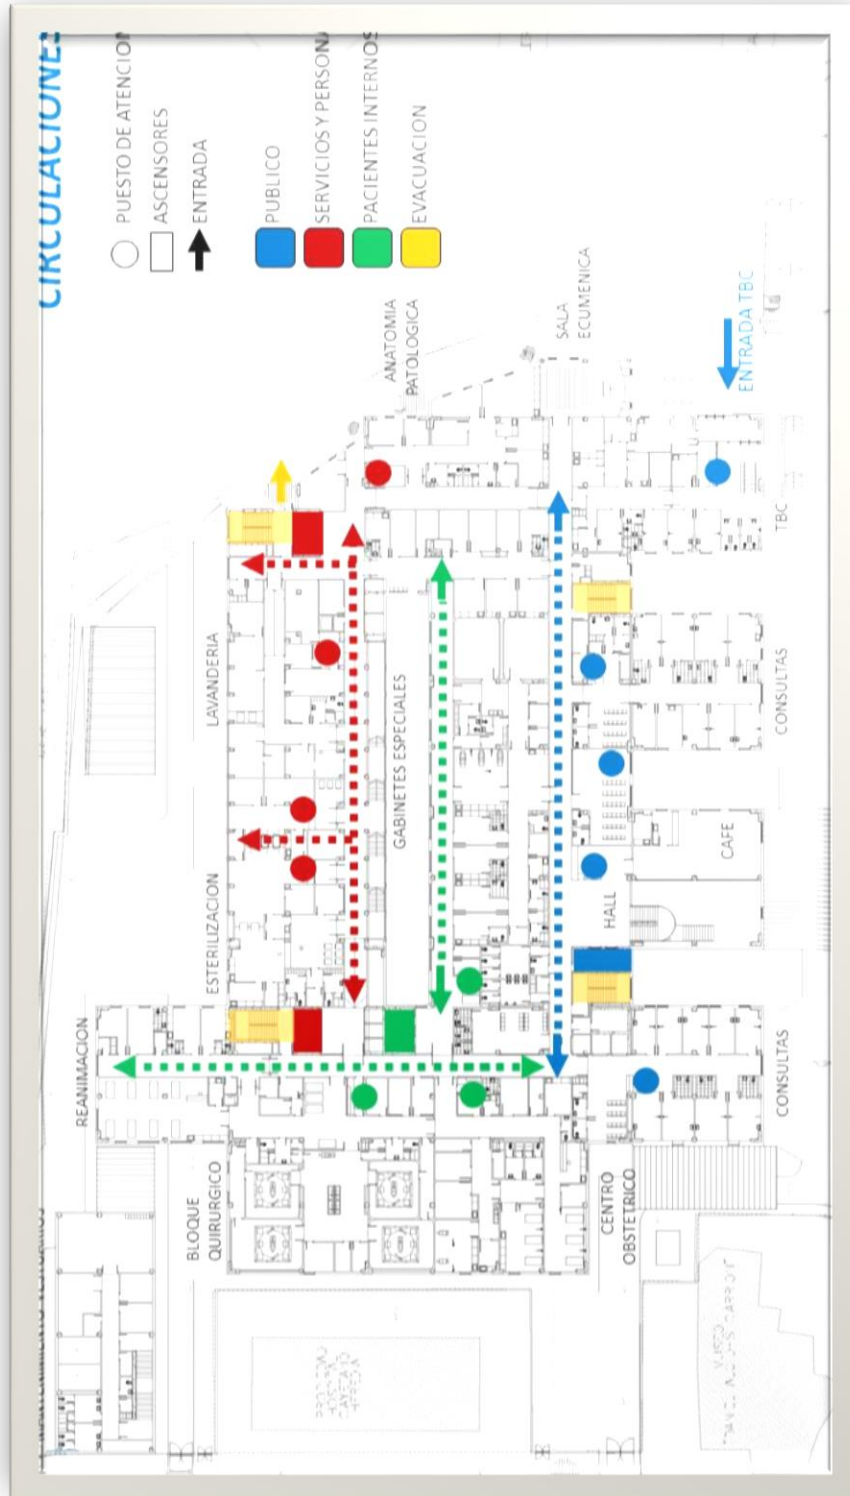 CIRCULACIONES
PUESTO DE ATENCION
ASCENSORES
ENTRADA
PUBLICO
SERVICIOS Y PERSONA
PACIENTES INTERNOS
EVACUACION
REANIMACION
ESTERILIZACION
LAVANDERIA
BLOQUE
QUIRURGICO
GABINETES ESPECIALES
ANATOMIA
PATOLOGICA
SALA
ECUMENICA
CENTRO
OBSTETRICO
HALL
CAFE
CONSULTAS
CONSULTAS
TBC
ENTRADA TBC